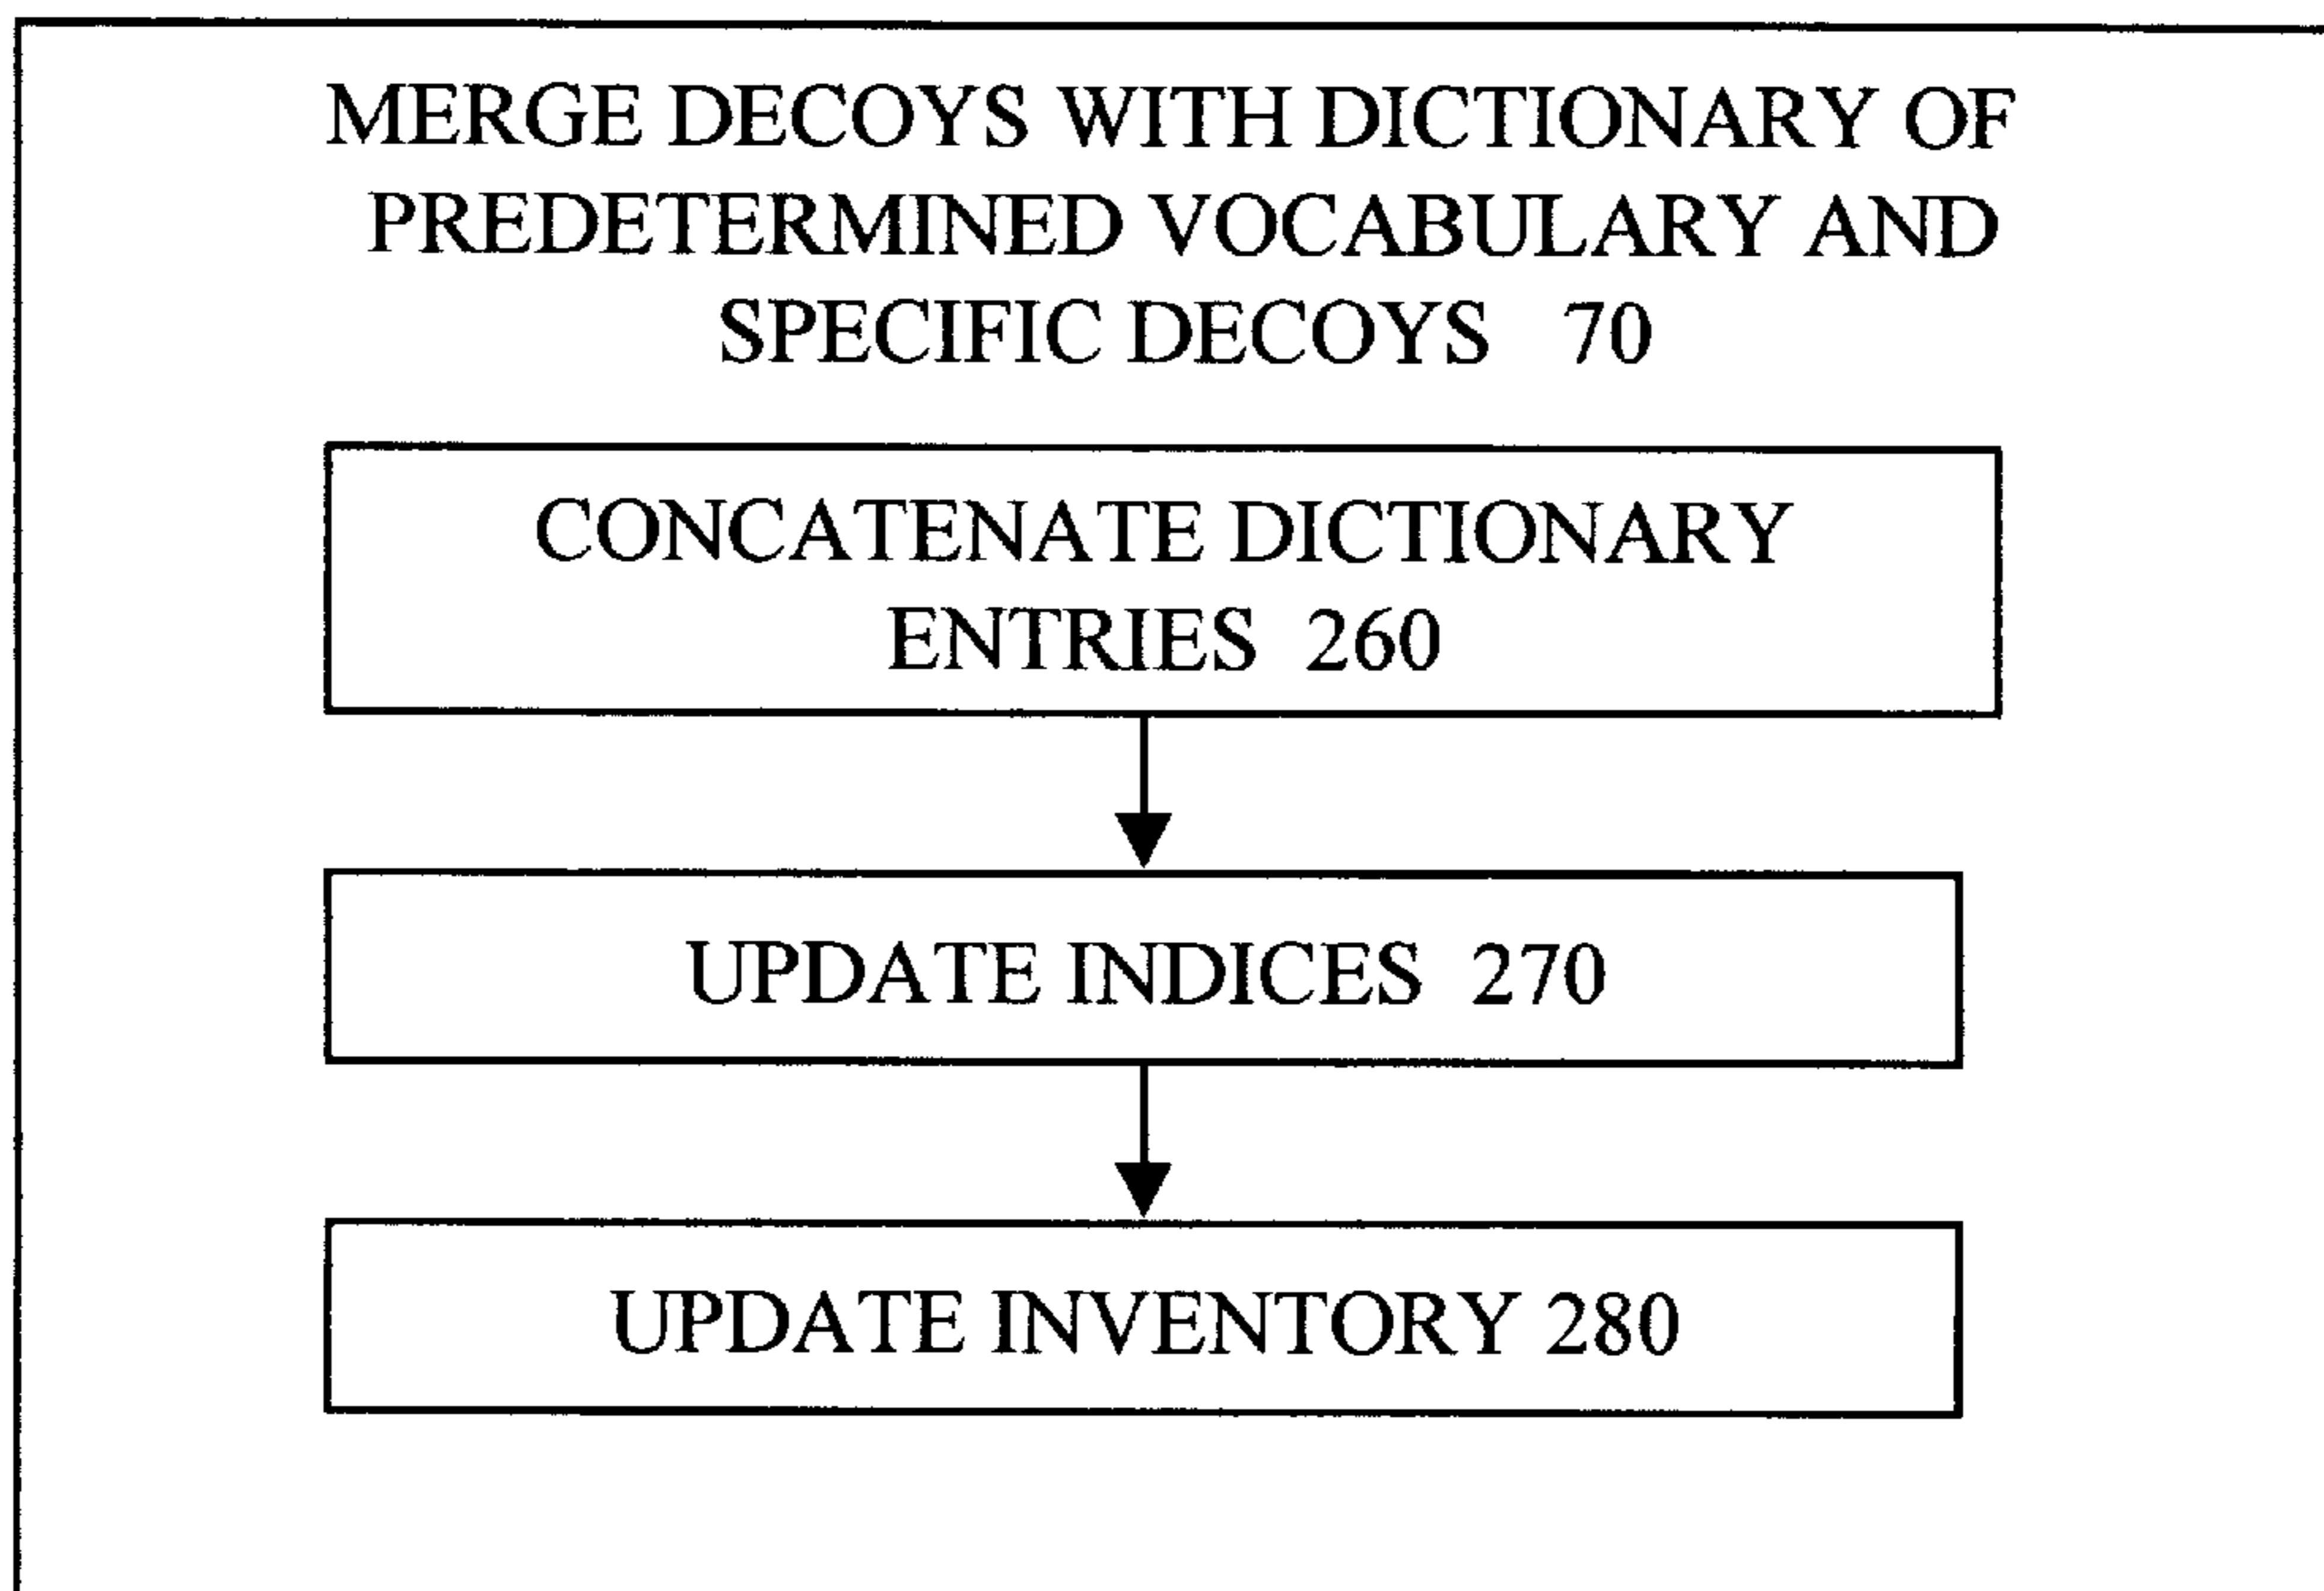 MERGE DECOYS WITH DICTIONARY OF
PREDETERMINED VOCABULARY AND
SPECIFIC DECOYS 70
CONCATENATE DICTIONARY
ENTRIES 260
UPDATE INDICES 270
UPDATE INVENTORY 280